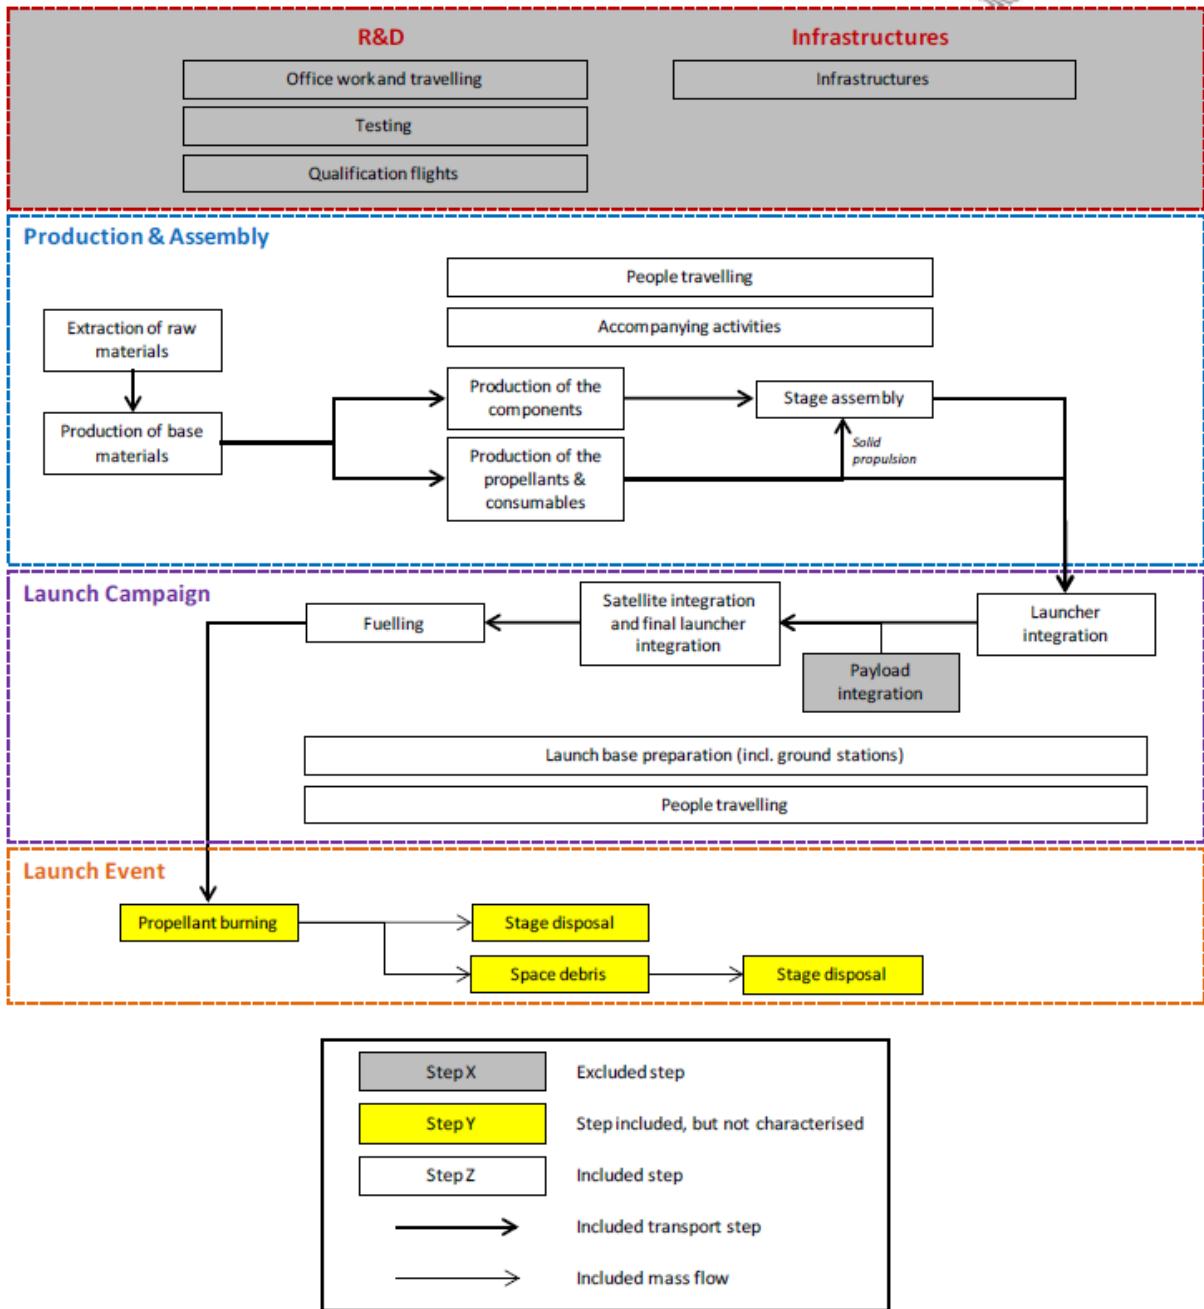 R&D
Infrastructures
Office work and travelling
Infrastructures
Testing
Qualification flights
Production & Assembly
People travelling
Extraction of raw
materials
Accompanying activities
Production of the
components
Stage assembly
Production of base
materials
Solid
propulsion
Production of the
propellants &
consumables
Launch Campaign
Fuelling
Satellite integration
and final launcher
integration
Launcher
integration
Payload
integration
Launch base preparation (incl. ground stations)
People travelling
Launch Event
Propellant burning
Stage disposal
Space debris
Stage disposal
Step X
Excluded step
Step Y
Step included, but not characterised
Step Z
Included step
Included transport step
Included mass flow